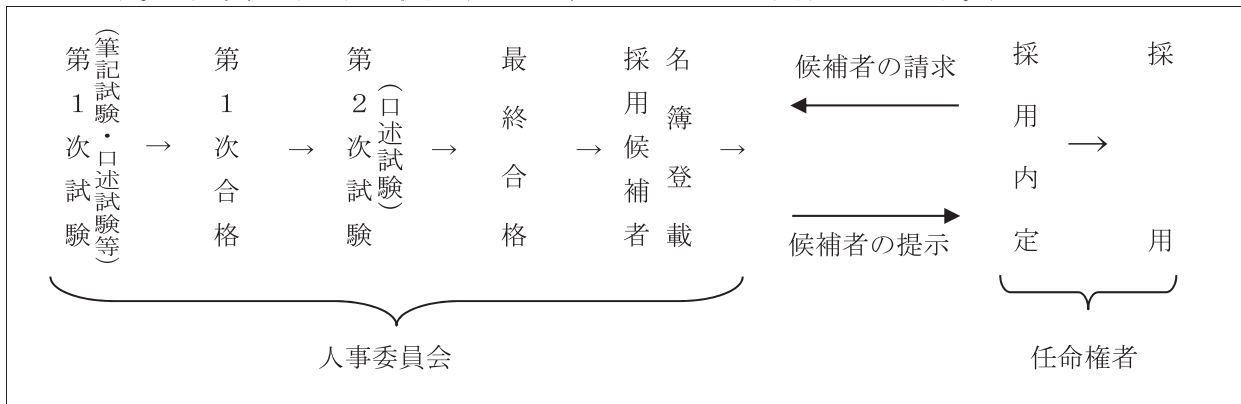 第1次試験
(筆記試験・口述試験等)
→
第1次合格
→
第2次試験
(口述試験)
→
最終合格
→
採用候補者
名簿登載
→
候補者の請求
候補者の提示
採用内定
→
採用
人事委員会
任命権者